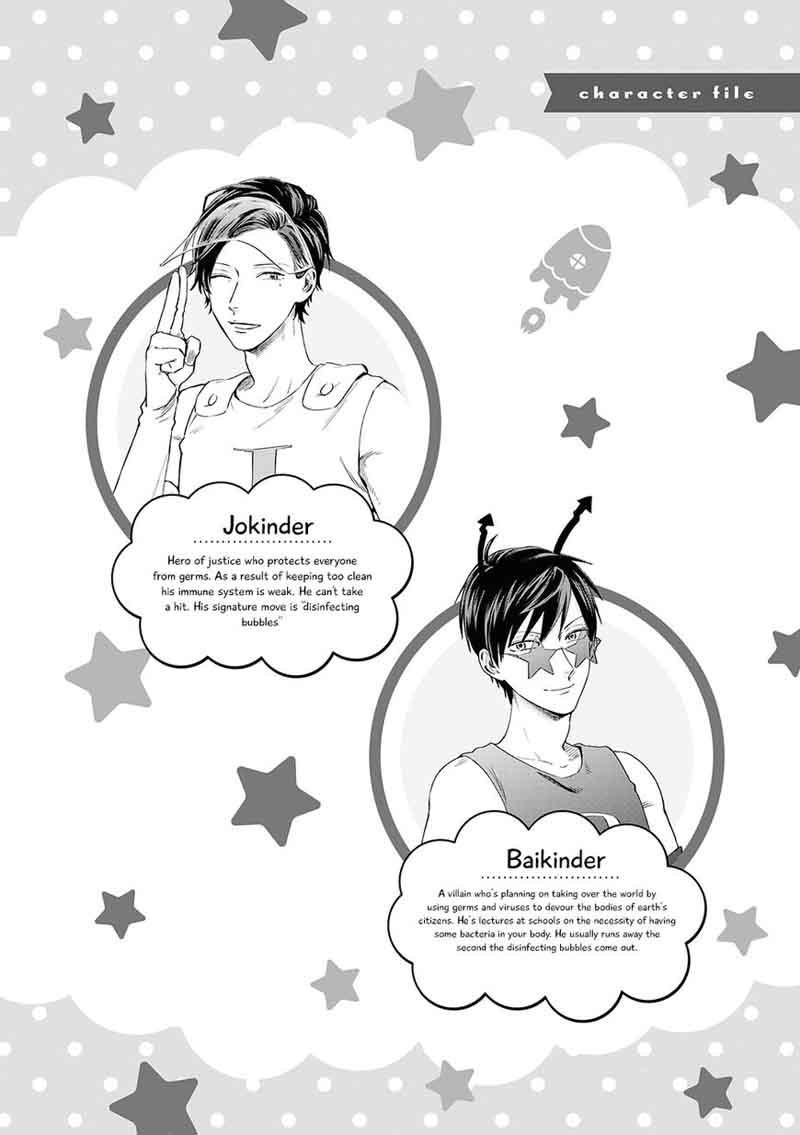 character file
J
Jokinder
Hero of justice who protects everyone
from germs. As a result of keeping too clean
his immune system is weak. He can't take
a hit. His signature move is "disinfecting
bubbles"
Baikinder
A villain who's planning on taking over the world by
using germs and viruses to devour the bodies of earth's
citizens. He's lectures at schools on the necessity of having
some bacteria in your body. He usually runs away the
second the disinfecting bubbles come out.